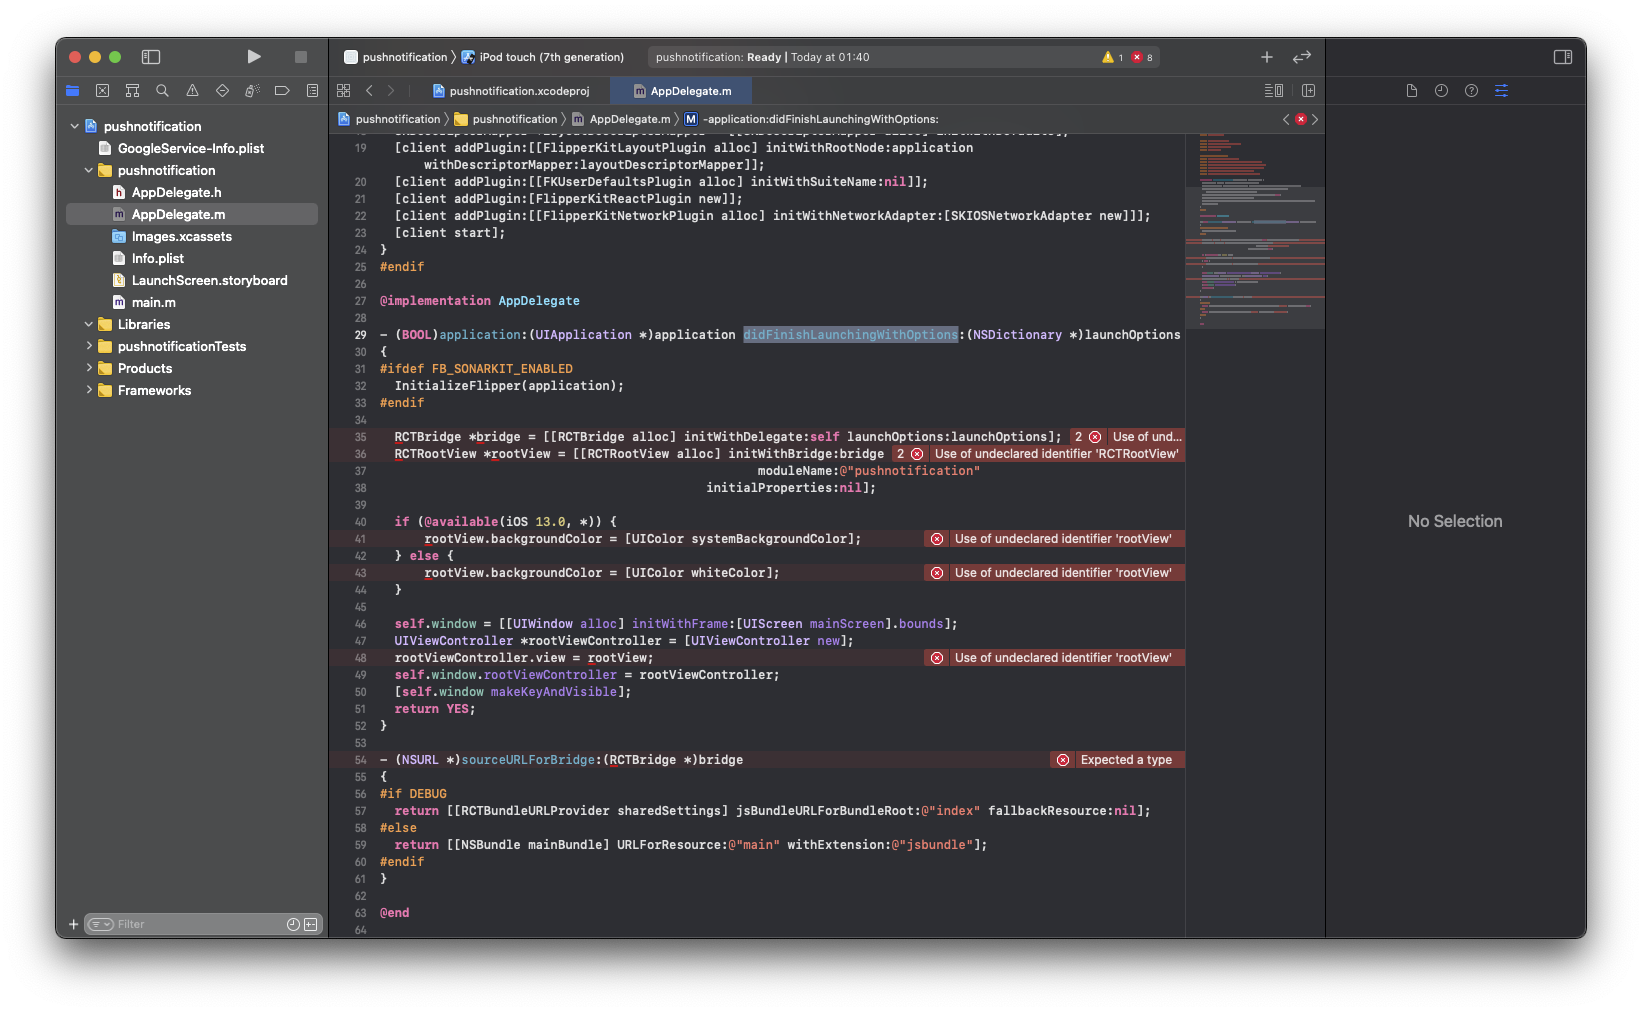 pushnotification 〉 iPod touch (7th generation)
pushnotification: Ready | Today at 01:40
1
8
pushnotification.xcodeproj
AppDelegate.m
pushnotification 〉 pushnotification 〉 AppDelegate.m 〉 M -application:didFinishLaunchingWithOptions:
pushnotification
GoogleService-Info.plist
pushnotification
AppDelegate.h
AppDelegate.m
Images.xcassets
Info.plist
LaunchScreen.storyboard
main.m
Libraries
pushnotificationTests
Products
Frameworks
Filter
19 [client addPlugin:[[FlipperKitLayoutPlugin alloc] initWithRootNode:application
withDescriptorMapper:layoutDescriptorMapper]];
20 [client addPlugin:[[FKUserDefaultsPlugin alloc] initWithSuiteName:nil]];
21 [client addPlugin:[FlipperKitReactPlugin new]];
22 [client addPlugin:[[FlipperKitNetworkPlugin alloc] initWithNetworkAdapter:[SKIOSNetworkAdapter new]]];
23 [client start];
24 }
25 #endif
26
27 @implementation AppDelegate
28
29 - (BOOL)application:(UIApplication *)application didFinishLaunchingWithOptions:(NSDictionary *)launchOptions
30 {
31 #ifdef FB_SONARKIT_ENABLED
32 InitializeFlipper(application);
33 #endif
34
35 RCTBridge *bridge = [[RCTBridge alloc] initWithDelegate:self launchOptions:launchOptions]; 2 Use of und...
36 RCTRootView *rootView = [[RCTRootView alloc] initWithBridge:bridge 2 Use of undeclared identifier 'RCTRootView'
37 moduleName:@"pushnotification"
38 initialProperties:nil];
39
40 if (@available(iOS 13.0, *)) {
41 rootView.backgroundColor = [UIColor systemBackgroundColor]; Use of undeclared identifier 'rootView'
42 } else {
43 rootView.backgroundColor = [UIColor whiteColor]; Use of undeclared identifier 'rootView'
44 }
45
46 self.window = [[UIWindow alloc] initWithFrame:[UIScreen mainScreen].bounds];
47 UIViewController *rootViewController = [UIViewController new];
48 rootViewController.view = rootView; Use of undeclared identifier 'rootView'
49 self.window.rootViewController = rootViewController;
50 [self.window makeKeyAndVisible];
51 return YES;
52 }
53
54 - (NSURL *)sourceURLForBridge:(RCTBridge *)bridge Expected a type
55 {
56 #if DEBUG
57 return [[RCTBundleURLProvider sharedSettings] jsBundleURLForBundleRoot:@"index" fallbackResource:nil];
58 #else
59 return [[NSBundle mainBundle] URLForResource:@"main" withExtension:@"jsbundle"];
60 #endif
61 }
62
63 @end
64
No Selection